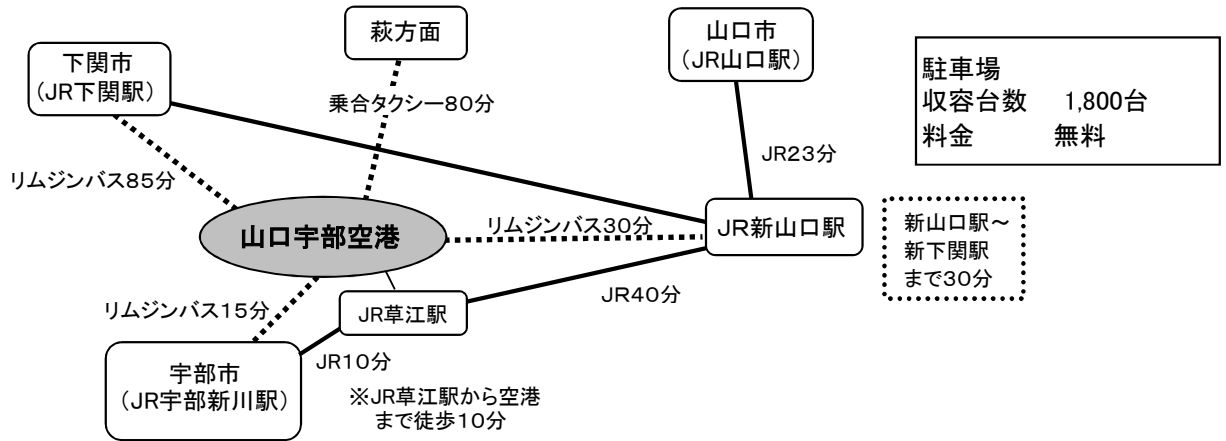 萩方面
山口市
（JR山口駅）
下関市
（JR下関駅）
駐車場
収容台数　1,800台
料金　無料
乗合タクシー80分
JR23分
リムジンバス85分
山口宇部空港
リムジンバス30分
JR新山口駅
新山口駅～
新下関駅
まで30分
JR40分
リムジンバス15分
JR草江駅
JR10分
宇部市
（JR宇部新川駅）
※JR草江駅から空港
まで徒歩10分